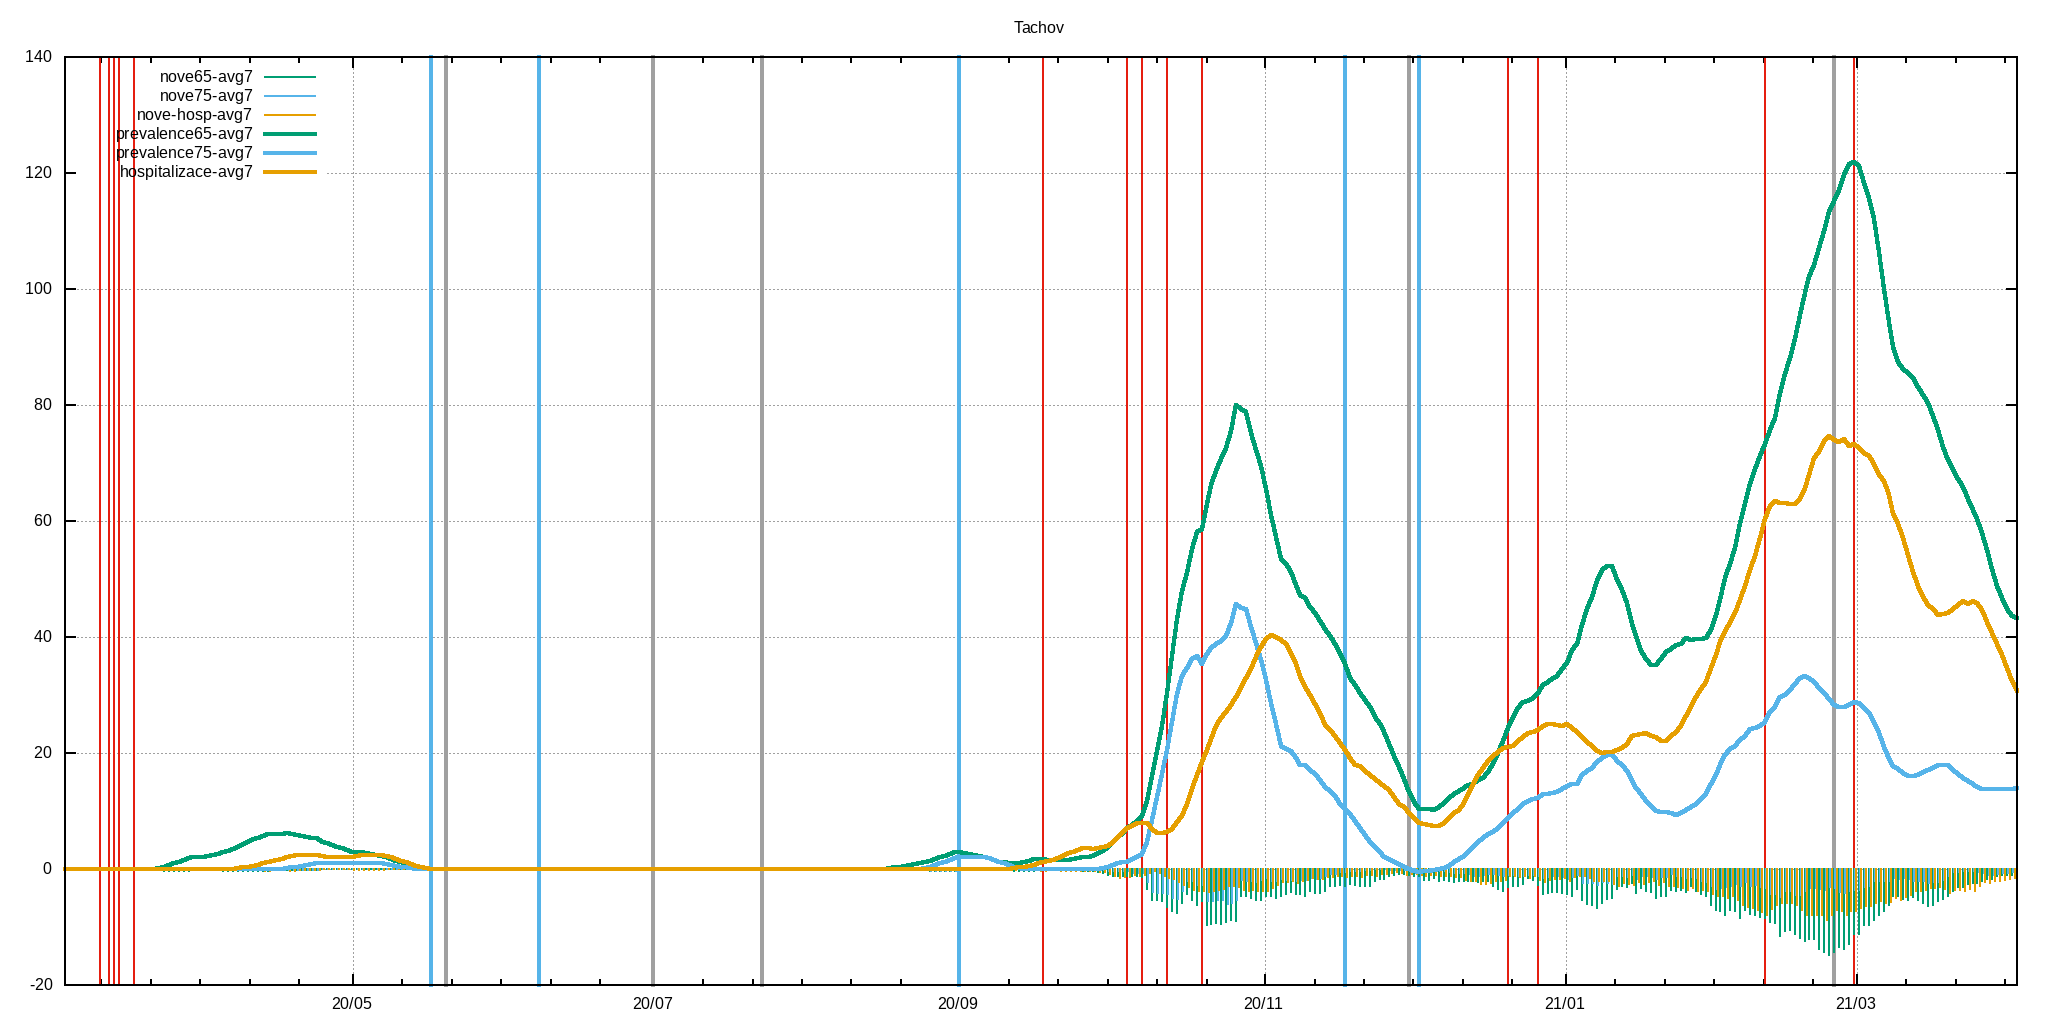 Tachov
140
120
100
80
60
40
20
0
-20
nove65-avg7
nove75-avg7
nove-hosp-avg7
prevalence65-avg7
prevalence75-avg7
hospitalizace-avg7
20/05
20/07
20/09
20/11
21/01
21/03